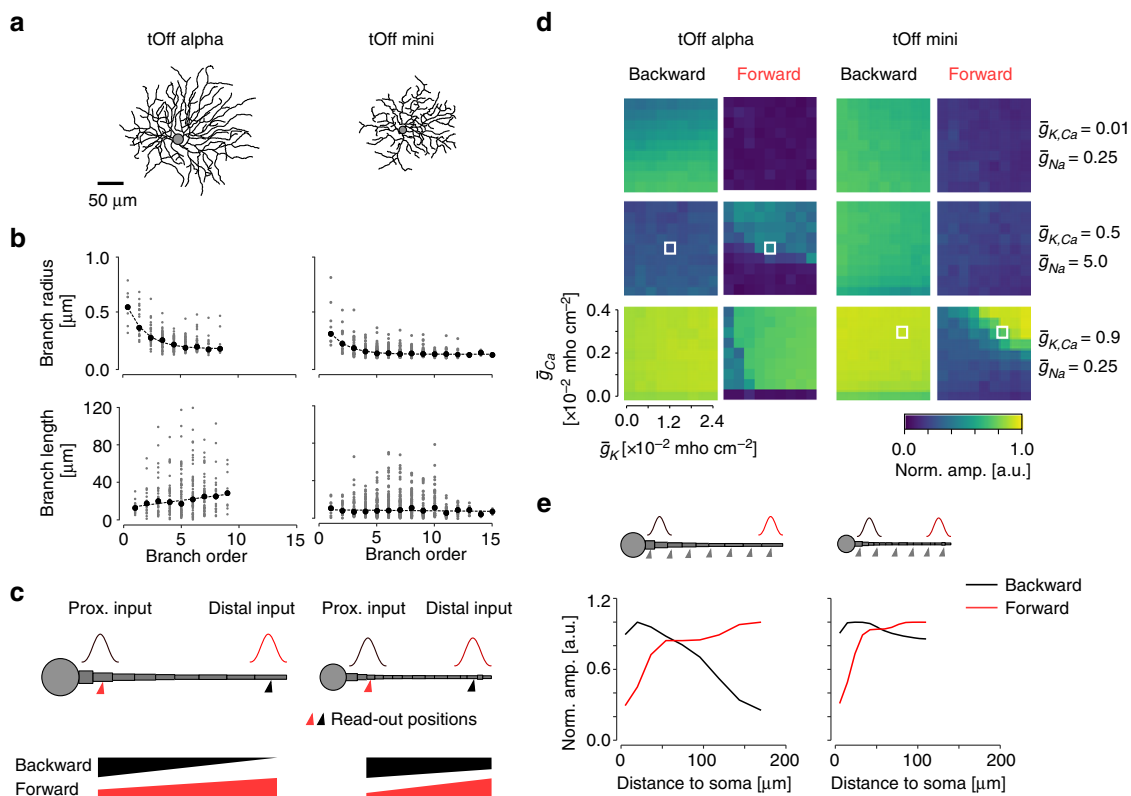 a
tOff alpha
tOff mini
50 μm
b
Branch radius
[μm]
1.0
0.5
0.0
Branch length
[μm]
120
80
40
0
0 5 10 15
0 5 10 15
Branch order
Branch order
c
Prox. input
Distal input
Prox. input
Distal input
Read-out positions
Backward
Forward
d
tOff alpha
tOff mini
Backward
Forward
Backward
Forward
ḡK,Ca = 0.01
ḡNa = 0.25
ḡK,Ca = 0.5
ḡNa = 5.0
ḡK,Ca = 0.9
ḡNa = 0.25
ḡCa
[×10⁻² mho cm⁻²]
0.4
0.2
0.0
0.0 1.2 2.4
ḡK [×10⁻² mho cm⁻²]
0.0 1.0
Norm. amp. [a.u.]
e
Backward
Forward
Norm. amp. [a.u.]
1.2
0.6
0.0
0 100 200
0 100 200
Distance to soma [μm]
Distance to soma [μm]